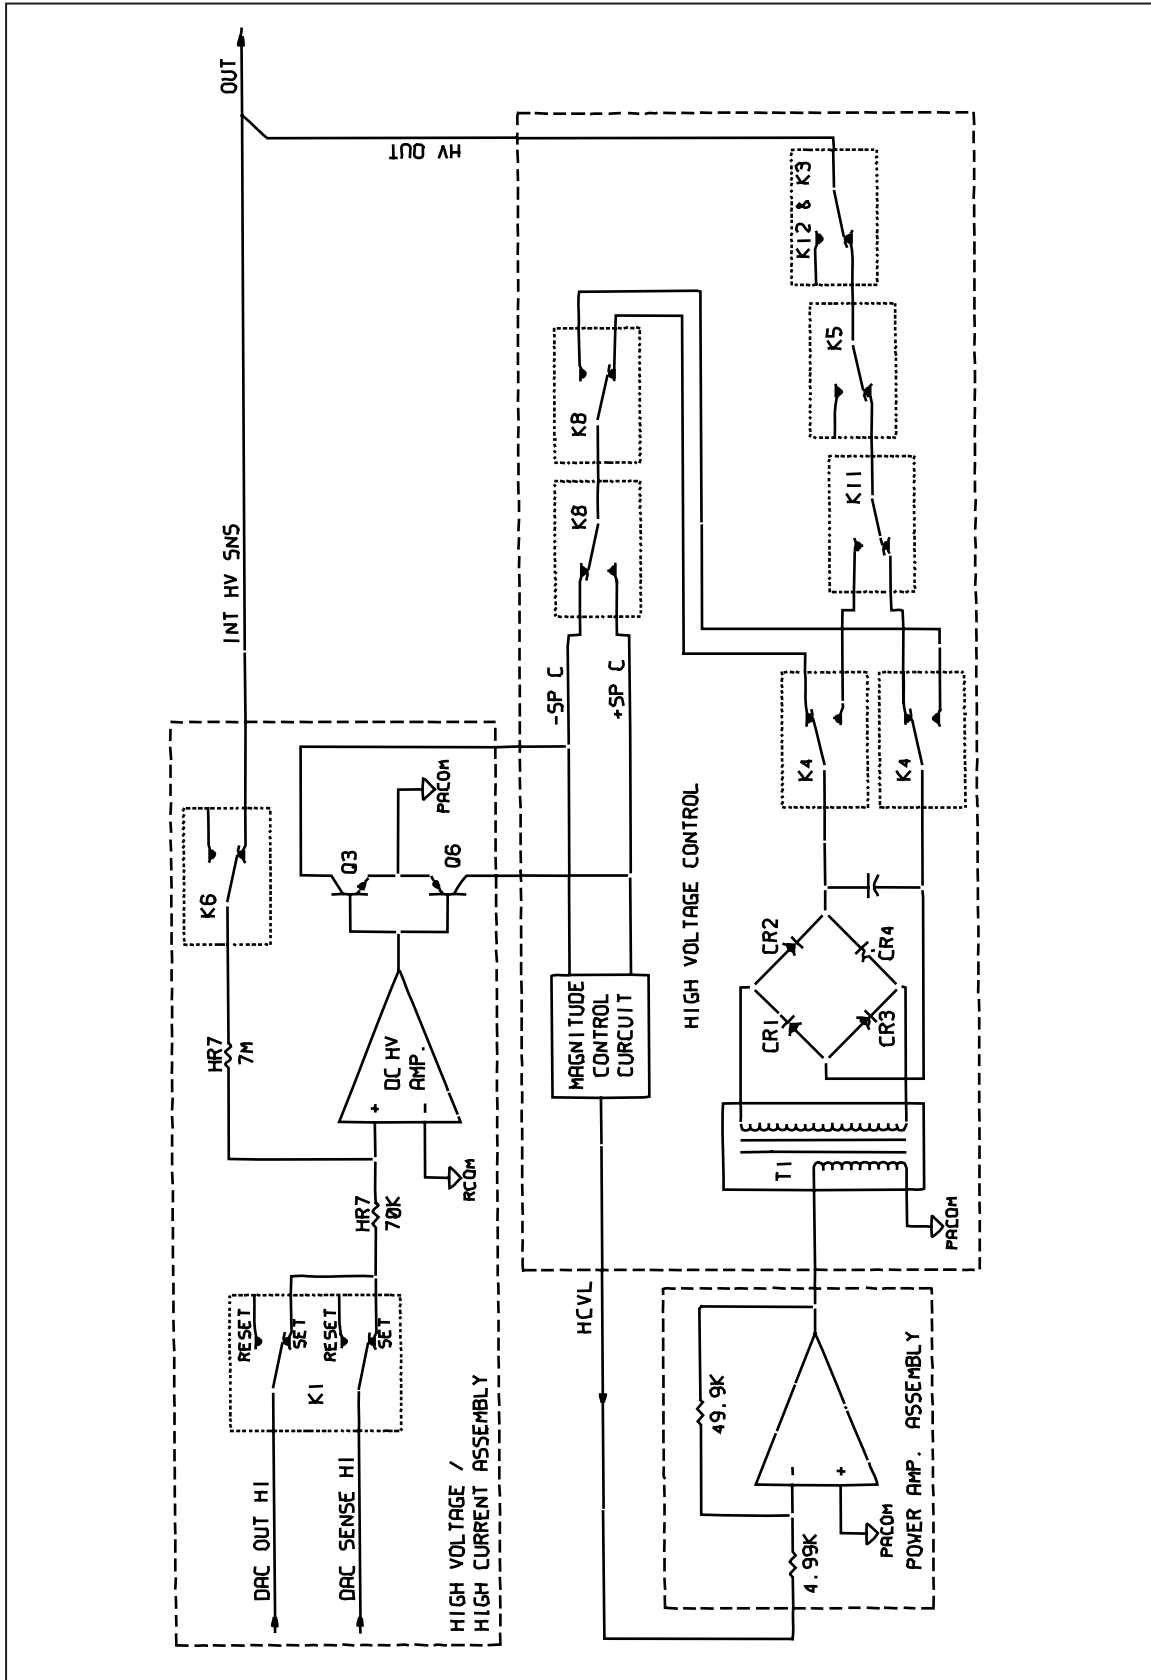 DAC OUT HI
DAC SENSE HI
RESET
SET
RESET
SET
K1
HR7
70K
HR7
7M
K6
INT HV SNS
OUT
HV OUT
RCOM
+
-
DC HV
AMP.
Q3
Q6
PACOM
HIGH VOLTAGE /
HIGH CURRENT ASSEMBLY
HCVL
MAGNITUDE
CONTROL
CURCUIT
-SP C
+SP C
K8
K8
HIGH VOLTAGE CONTROL
4.99K
49.9K
-
+
PACOM
POWER AMP. ASSEMBLY
T1
PACOM
CR1
CR2
CR3
CR4
K4
K4
K11
K5
K12 & K3